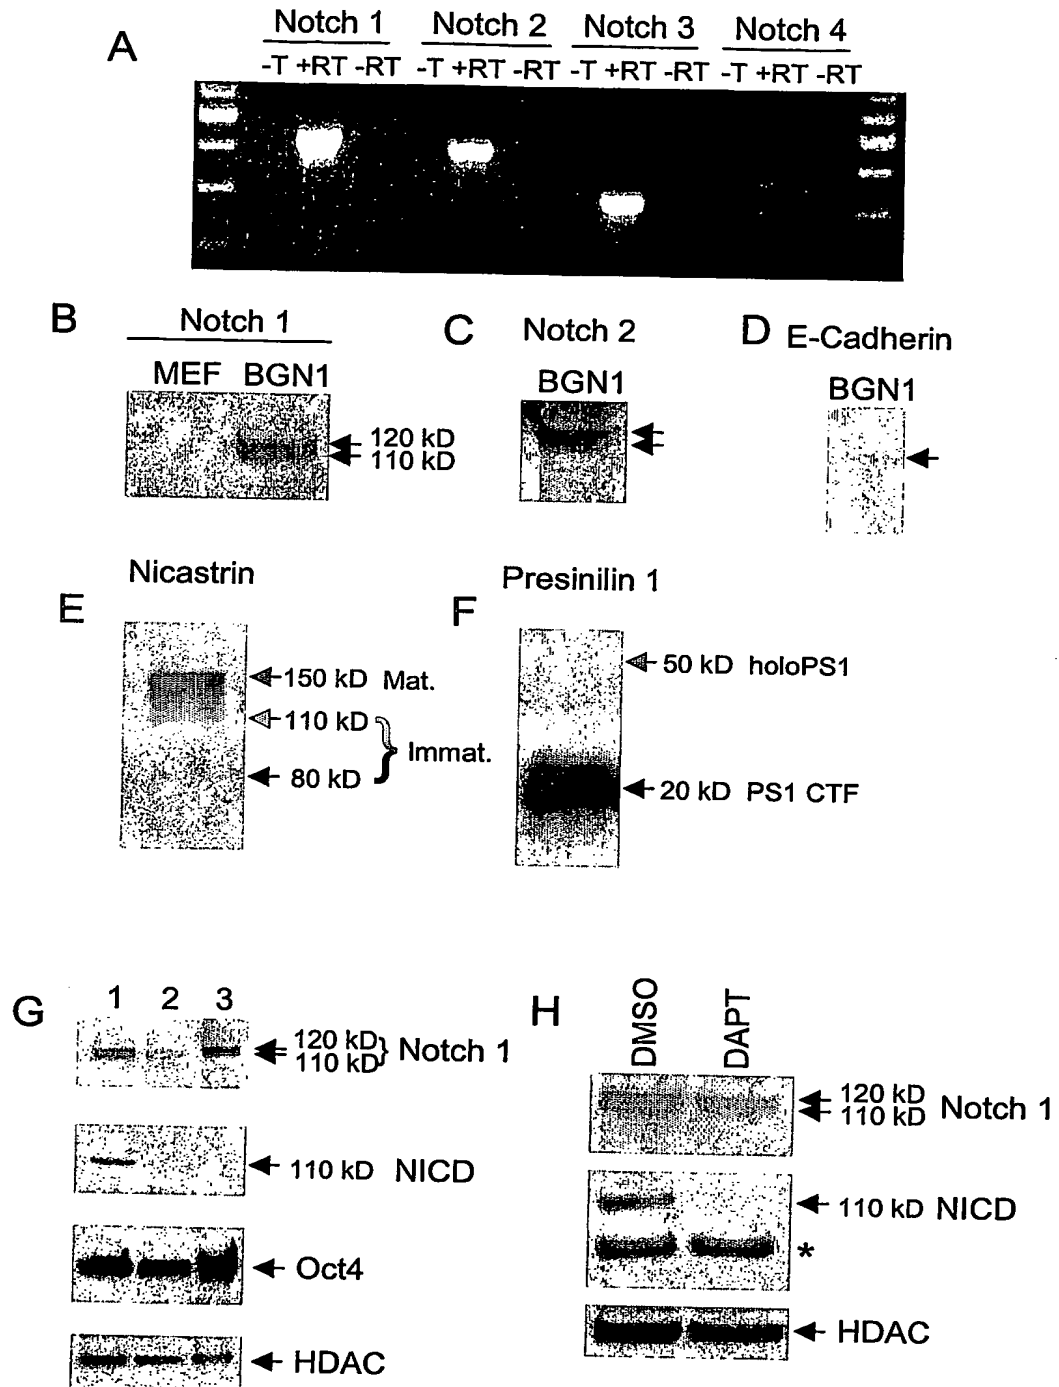 A
Notch 1 Notch 2 Notch 3 Notch 4
-T +RT -RT -T +RT -RT -T +RT -RT -T +RT -RT
B
Notch 1
MEF BGN1
120 kD
110 kD
C
Notch 2
BGN1
D
E-Cadherin
BGN1
E
Nicastrin
150 kD Mat.
110 kD
80 kD
} Immat.
F
Presinilin 1
50 kD holoPS1
20 kD PS1 CTF
G
1 2 3
120 kD
110 kD
} Notch 1
110 kD NICD
Oct4
HDAC
H
DMSO DAPT
120 kD
110 kD
Notch 1
110 kD NICD
*
HDAC